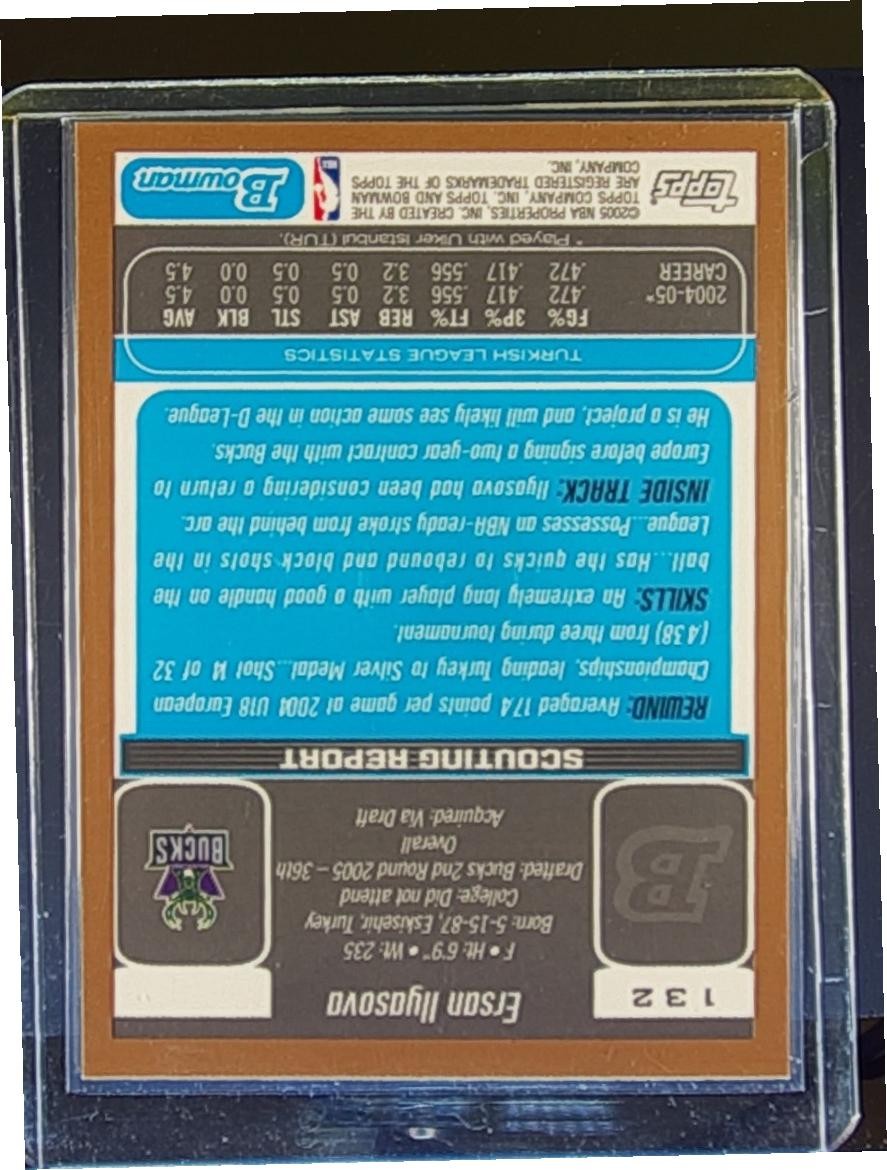 132
Ersan Ilyasova
F • Ht: 6'9" • Wt: 235
Born: 5-15-87, Eskisehir, Turkey
College: Did not attend
Drafted: Bucks 2nd Round 2005 – 36th
Overall
Acquired: Via Draft
B
BUCKS
SCOUTING REPORT
REWIND: Averaged 17.4 points per game at 2004 U18 European
Championships, leading Turkey to Silver Medal...Shot 14 of 32
(.438) from three during tournament.
SKILLS: An extremely long player with a good handle on the
ball...Has the quicks to rebound and block shots in the
League...Possesses an NBA-ready stroke from behind the arc.
INSIDE TRACK: Ilyasova had been considering a return to
Europe before signing a two-year contract with the Bucks.
He is a project, and will likely see some action in the D-League.
TURKISH LEAGUE STATISTICS
FG% 3P% FT% REB AST STL BLK AVG
2004-05* .472 .417 .556 3.2 0.5 0.5 0.0 4.5
CAREER .472 .417 .556 3.2 0.5 0.5 0.0 4.5
* Played with Ulker Istanbul (TUR).
Topps
©2005 NBA PROPERTIES, INC. CREATED BY THE
TOPPS COMPANY, INC. TOPPS AND BOWMAN
ARE REGISTERED TRADEMARKS OF THE TOPPS
COMPANY, INC.
NBA
Bowman